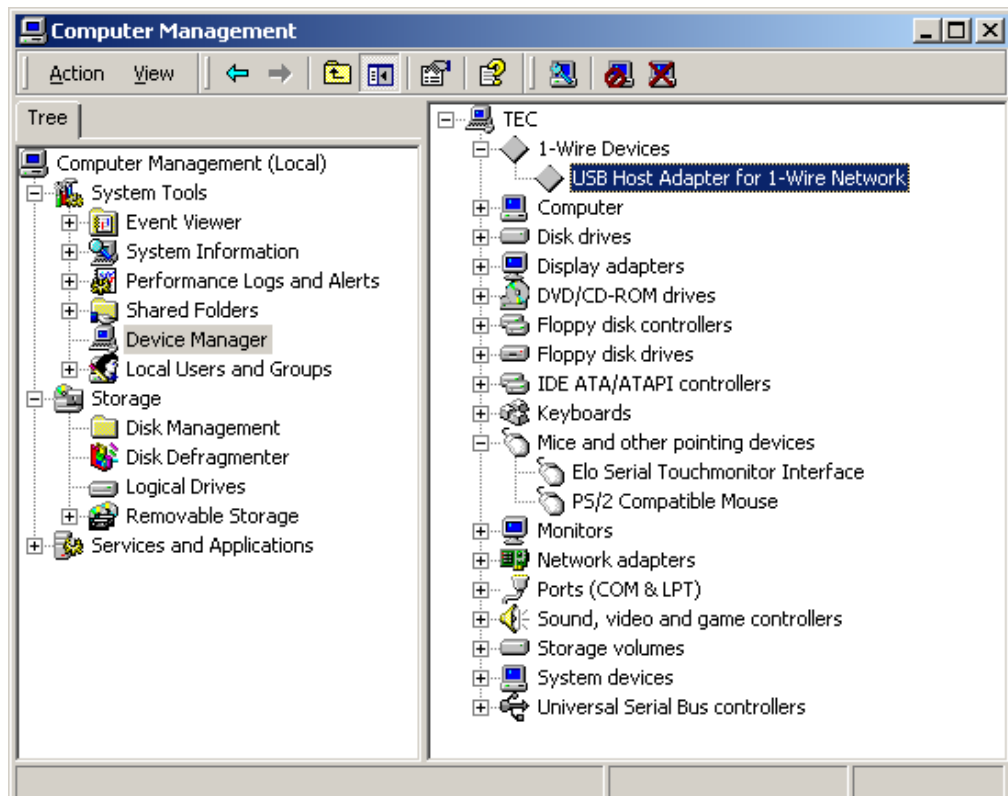 Computer Management
Action View
Tree
Computer Management (Local)
System Tools
Event Viewer
System Information
Performance Logs and Alerts
Shared Folders
Device Manager
Local Users and Groups
Storage
Disk Management
Disk Defragmenter
Logical Drives
Removable Storage
Services and Applications
TEC
1-Wire Devices
USB Host Adapter for 1-Wire Network
Computer
Disk drives
Display adapters
DVD/CD-ROM drives
Floppy disk controllers
Floppy disk drives
IDE ATA/ATAPI controllers
Keyboards
Mice and other pointing devices
Elo Serial Touchmonitor Interface
PS/2 Compatible Mouse
Monitors
Network adapters
Ports (COM & LPT)
Sound, video and game controllers
Storage volumes
System devices
Universal Serial Bus controllers